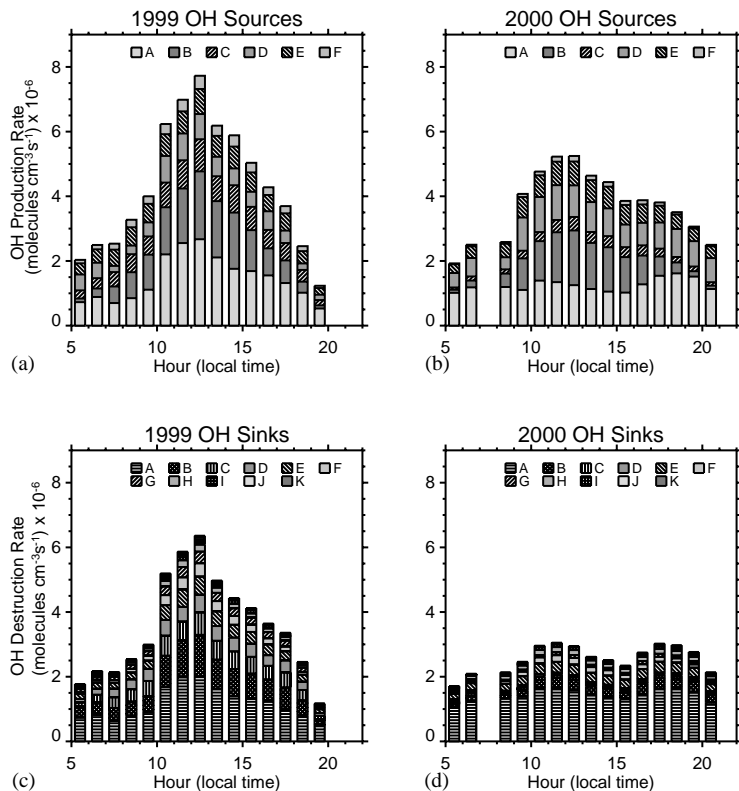 1999 OH Sources
A B C D E F
OH Production Rate
(molecules cm⁻³s⁻¹) x 10⁻⁶
8
6
4
2
0
5 10 15 20
Hour (local time)
(a)
2000 OH Sources
A B C D E F
8
6
4
2
0
5 10 15 20
Hour (local time)
(b)
1999 OH Sinks
A B C D E F
G H I J K
OH Destruction Rate
(molecules cm⁻³s⁻¹) x 10⁻⁶
8
6
4
2
0
5 10 15 20
Hour (local time)
(c)
2000 OH Sinks
A B C D E F
G H I J K
8
6
4
2
0
5 10 15 20
Hour (local time)
(d)